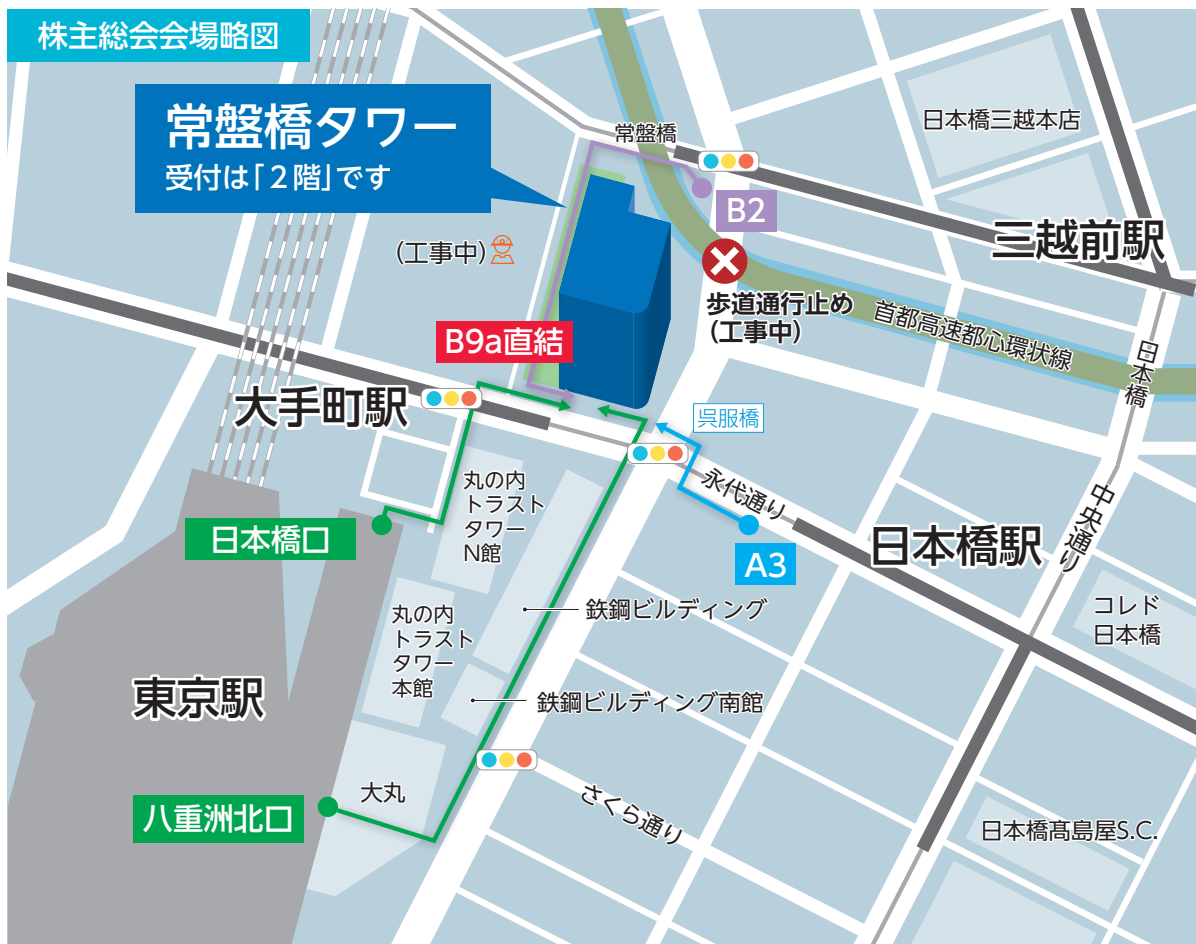 株主総会会場略図
常盤橋タワー
受付は「２階」です
常盤橋
日本橋三越本店
B2
三越前駅
(工事中)
歩道通行止め
(工事中)
首都高速都心環状線
日本橋
B9a直結
大手町駅
呉服橋
永代通り
中央通り
丸の内
トラスト
タワー
N館
日本橋口
日本橋駅
A3
コレド
日本橋
鉄鋼ビルディング
丸の内
トラスト
タワー
本館
東京駅
鉄鋼ビルディング南館
大丸
八重洲北口
さくら通り
日本橋髙島屋S.C.